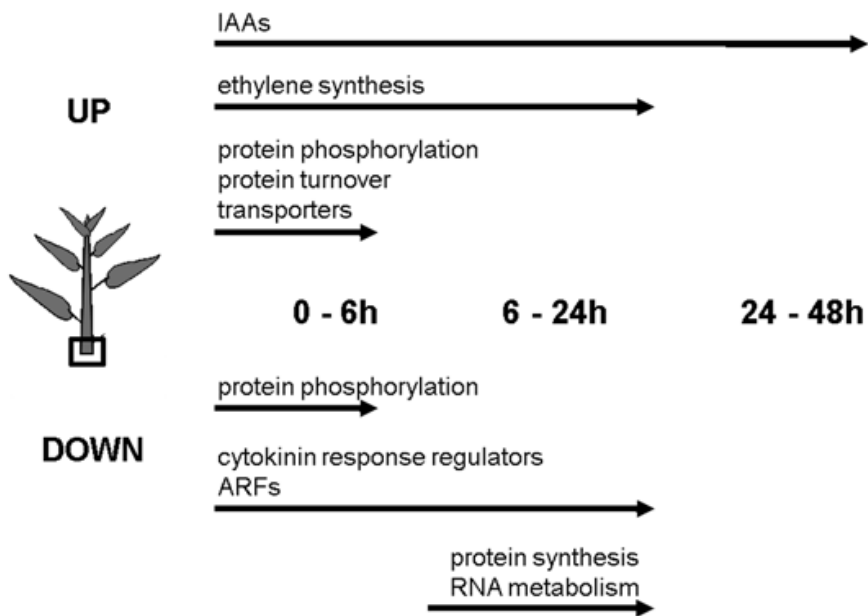 IAAs
UP
ethylene synthesis
protein phosphorylation
protein turnover
transporters
0 - 6h 6 - 24h 24 - 48h
protein phosphorylation
DOWN
cytokinin response regulators
ARFs
protein synthesis
RNA metabolism